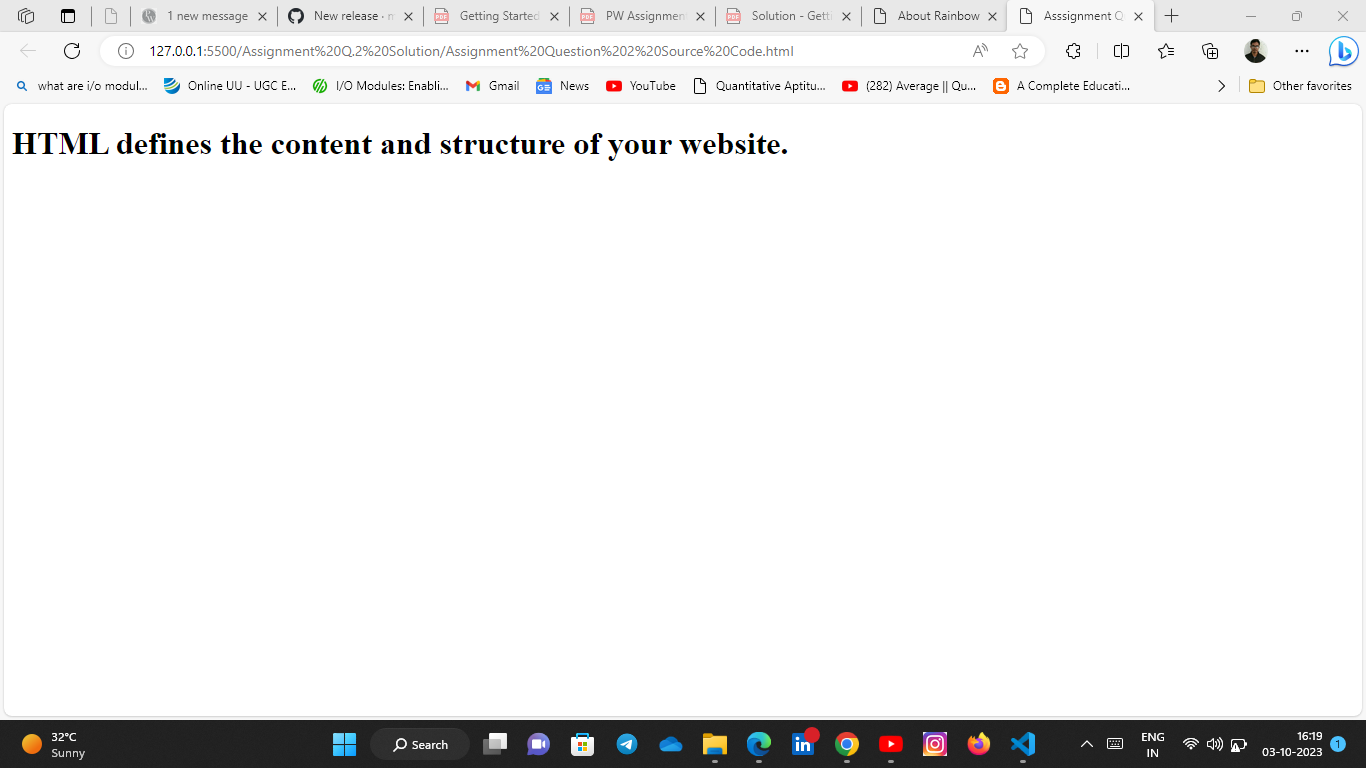 1 new message
New release · m
Getting Started
PW Assignmen
Solution - Getti
About Rainbow
Asssignment Q
127.0.0.1:5500/Assignment%20Q.2%20Solution/Assignment%20Question%202%20Source%20Code.html
what are i/o modul...
Online UU - UGC E...
I/O Modules: Enabli...
Gmail
News
YouTube
Quantitative Aptitu...
(282) Average || Qu...
A Complete Educati...
Other favorites
HTML defines the content and structure of your website.
32°C
Sunny
Search
ENG
IN
16:19
03-10-2023
1